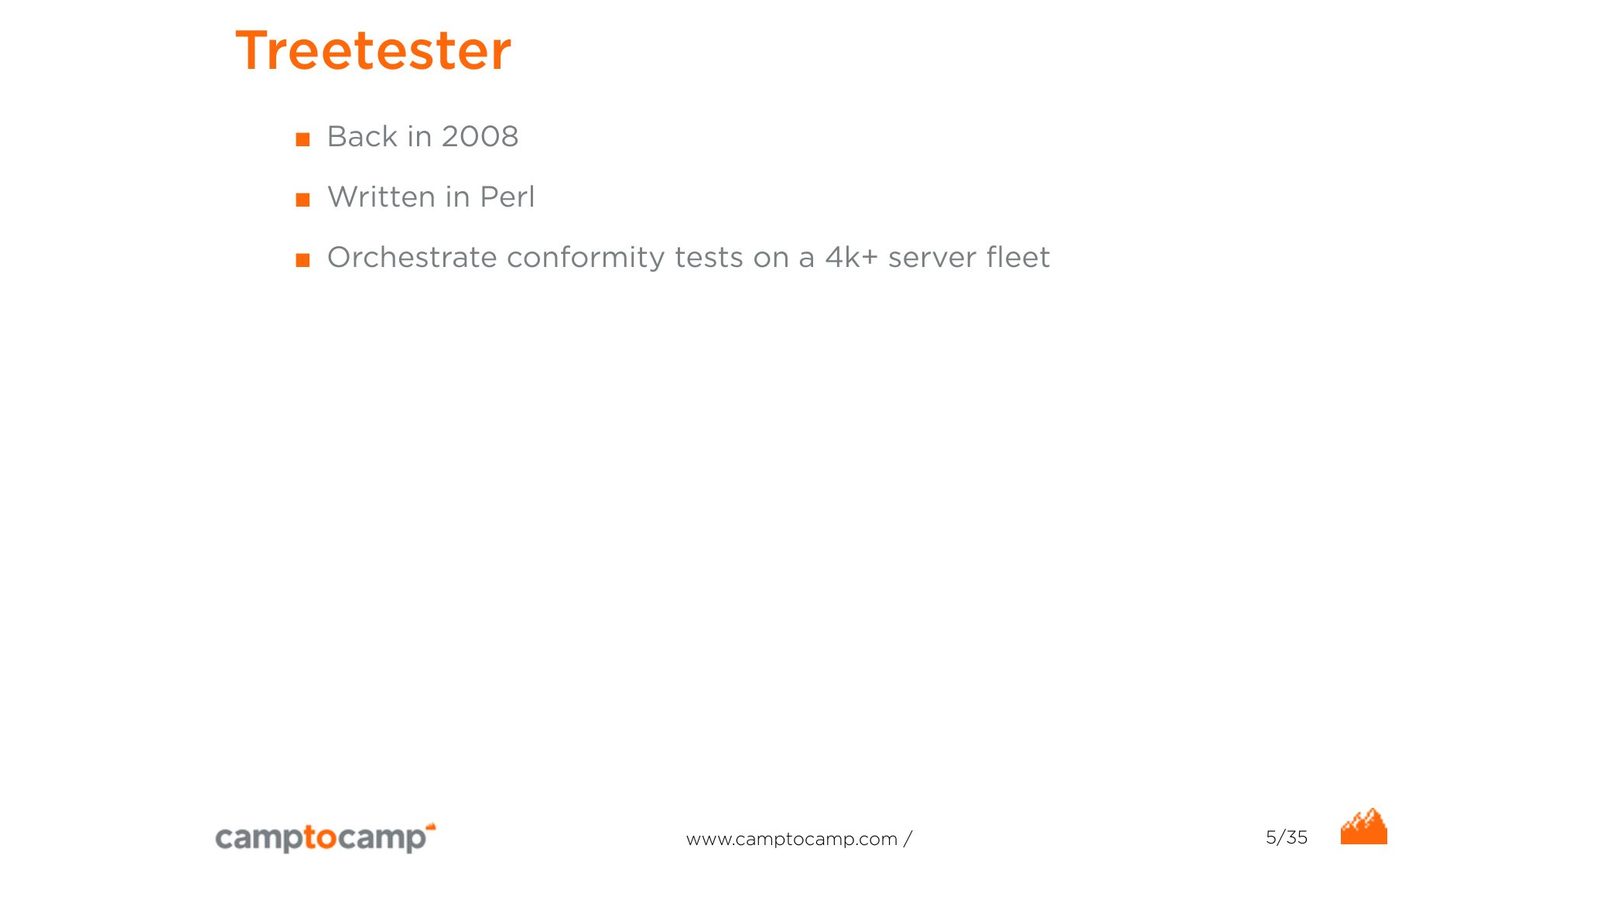 Treetester
Back in 2008
Written in Perl
Orchestrate conformity tests on a 4k+ server fleet
camptocamp
www.camptocamp.com /
5/35